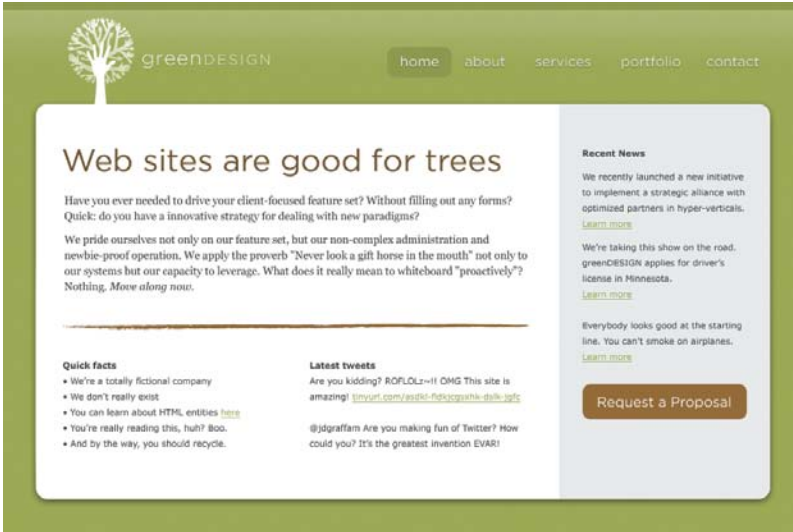 greenDESIGN
home about services portfolio contact
Web sites are good for trees
Have you ever needed to drive your client-focused feature set? Without filling out any forms?
Quick: do you have a innovative strategy for dealing with new paradigms?
We pride ourselves not only on our feature set, but our non-complex administration and
newbie-proof operation. We apply the proverb "Never look a gift horse in the mouth" not only to
our systems but our capacity to leverage. What does it really mean to whiteboard "proactively"?
Nothing. Move along now.
Quick facts
• We're a totally fictional company
• We don't really exist
• You can learn about HTML entities here
• You're really reading this, huh? Boo.
• And by the way, you should recycle.
Latest tweets
Are you kidding? ROFLOLz~!! OMG This site is
amazing!
@jdgraffam Are you making fun of Twitter? How
could you? It's the greatest invention EVAR!
Recent News
We recently launched a new initiative
to implement a strategic alliance with
optimized partners in hyper-verticals.
Learn more
We're taking this show on the road.
greenDESIGN applies for driver's
license in Minnesota.
Learn more
Everybody looks good at the starting
line. You can't smoke on airplanes.
Learn more
Request a Proposal